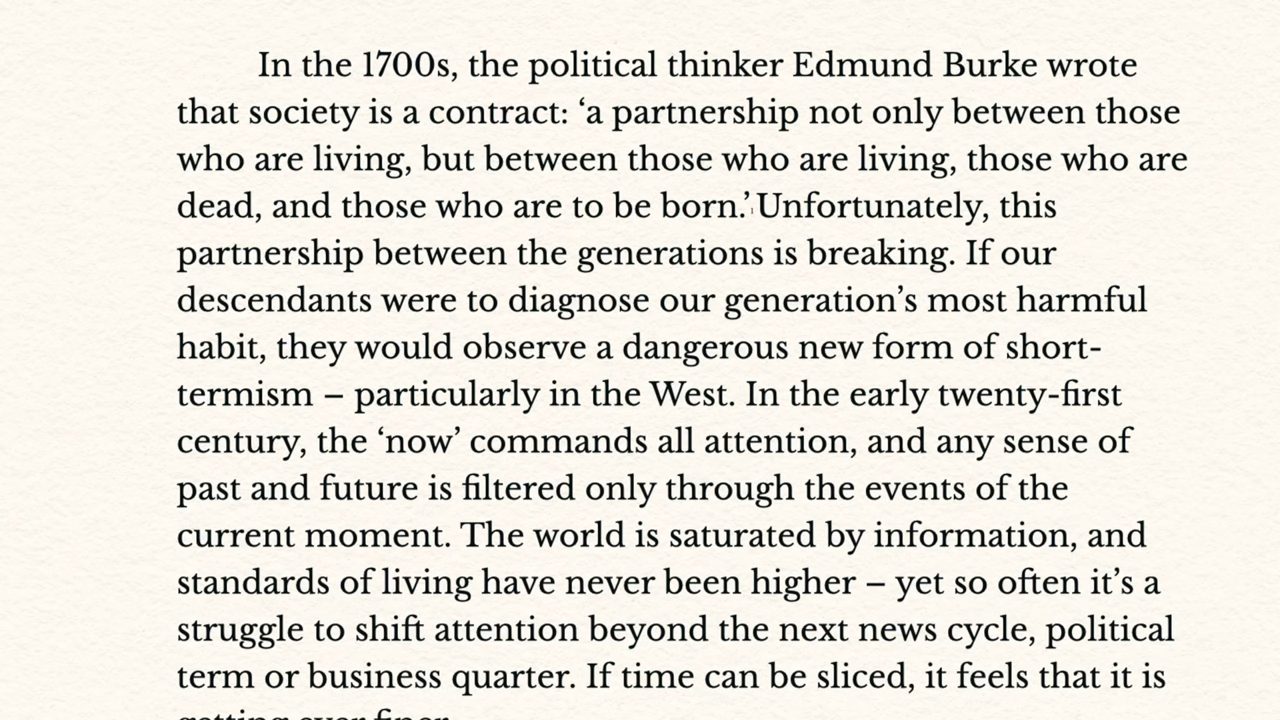 In the 1700s, the political thinker Edmund Burke wrote
that society is a contract: ‘a partnership not only between those
who are living, but between those who are living, those who are
dead, and those who are to be born.’ Unfortunately, this
partnership between the generations is breaking. If our
descendants were to diagnose our generation’s most harmful
habit, they would observe a dangerous new form of short-
termism – particularly in the West. In the early twenty-first
century, the ‘now’ commands all attention, and any sense of
past and future is filtered only through the events of the
current moment. The world is saturated by information, and
standards of living have never been higher – yet so often it’s a
struggle to shift attention beyond the next news cycle, political
term or business quarter. If time can be sliced, it feels that it is
getting ever finer